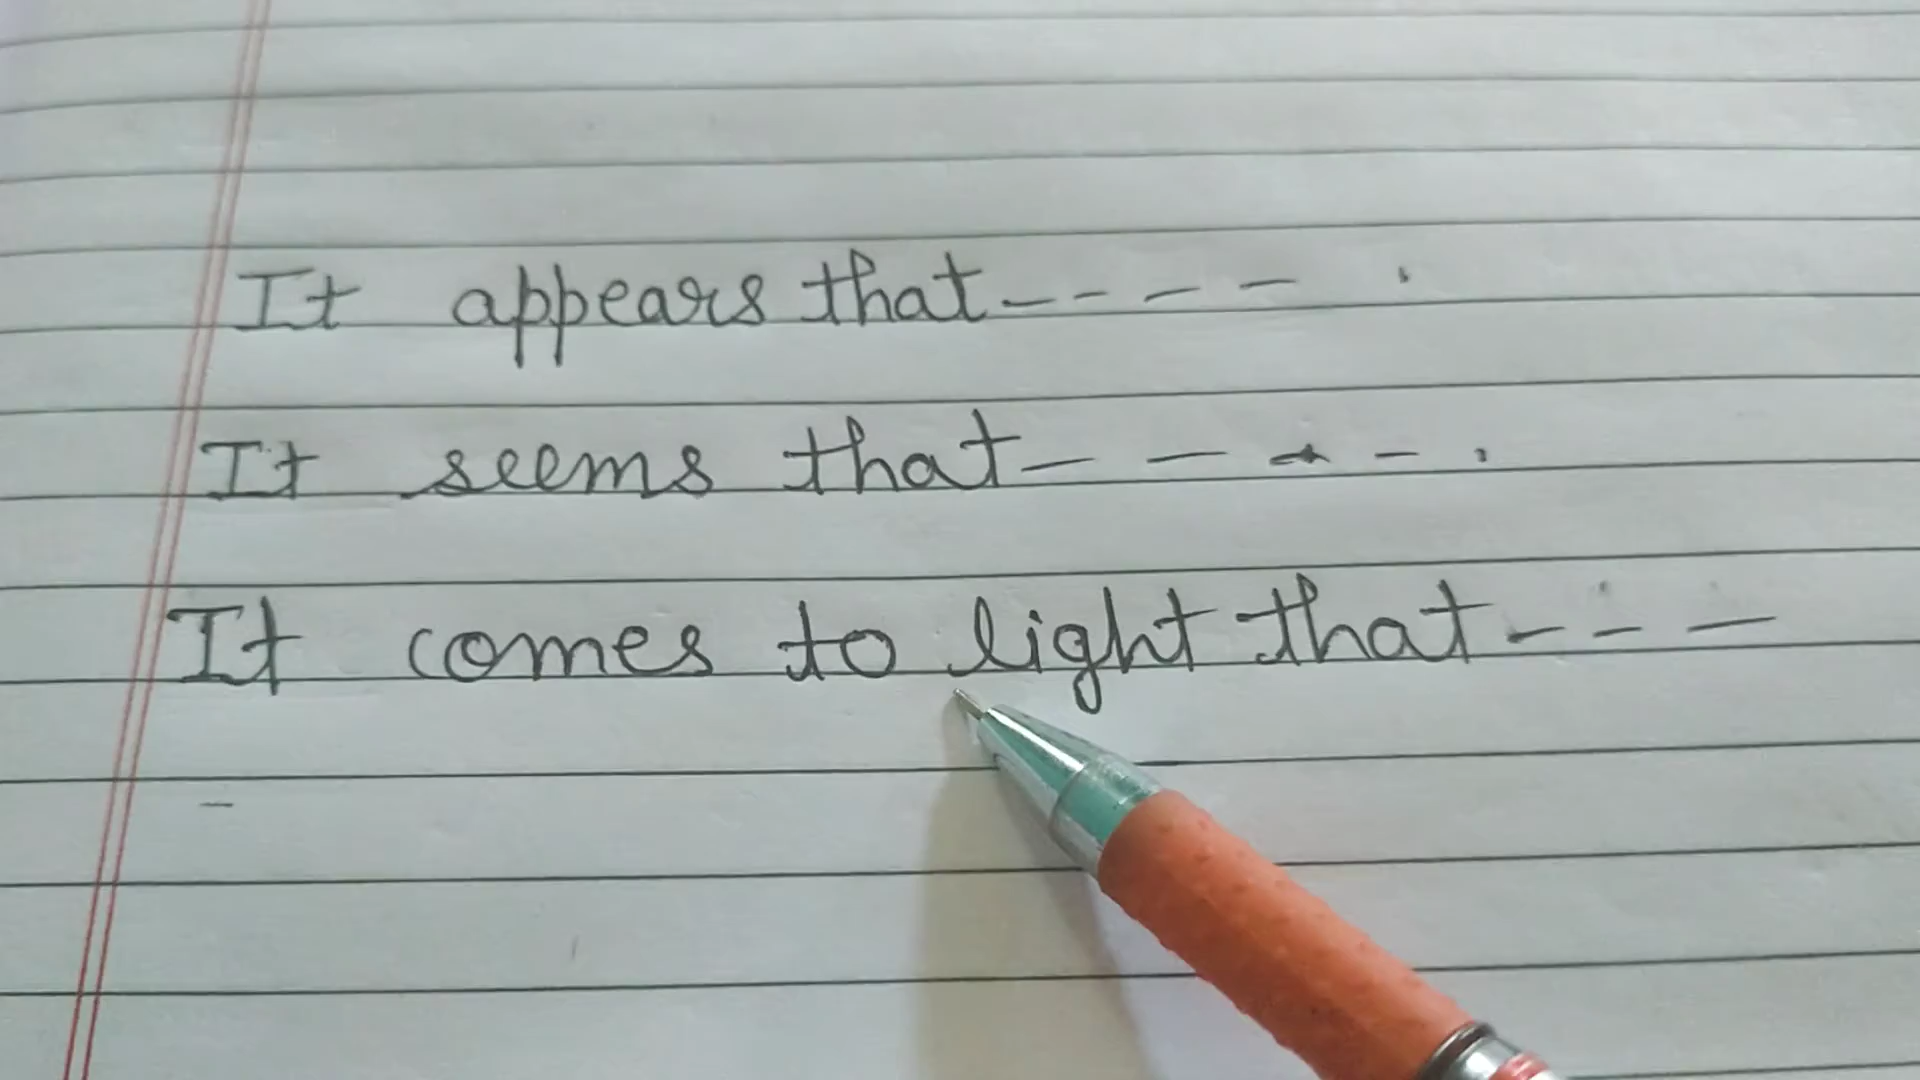 It appears that ---- .
It seems that ---- .
It comes to light that ---